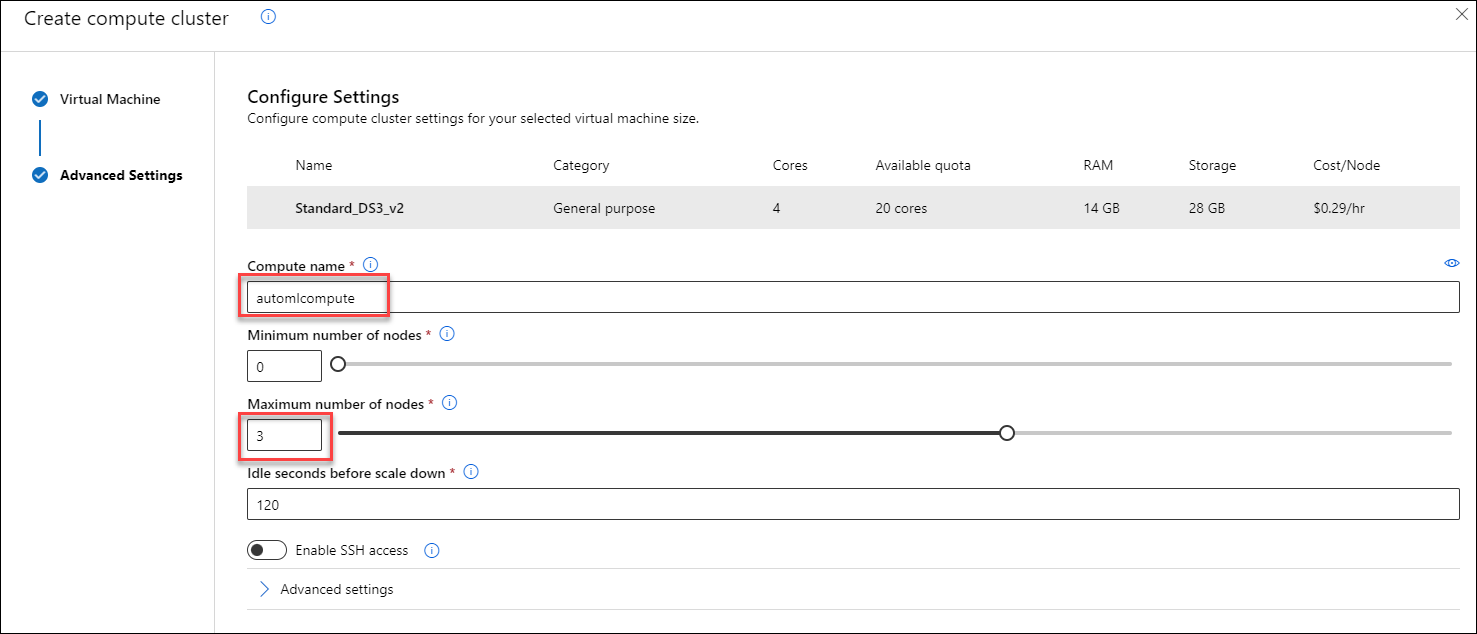 Create compute cluster
Virtual Machine
Advanced Settings
Configure Settings
Configure compute cluster settings for your selected virtual machine size.
Name Category Cores Available quota RAM Storage Cost/Node
Standard_DS3_v2 General purpose 4 20 cores 14 GB 28 GB $0.29/hr
Compute name *
automlcompute
Minimum number of nodes *
0
Maximum number of nodes *
3
Idle seconds before scale down *
120
Enable SSH access
Advanced settings